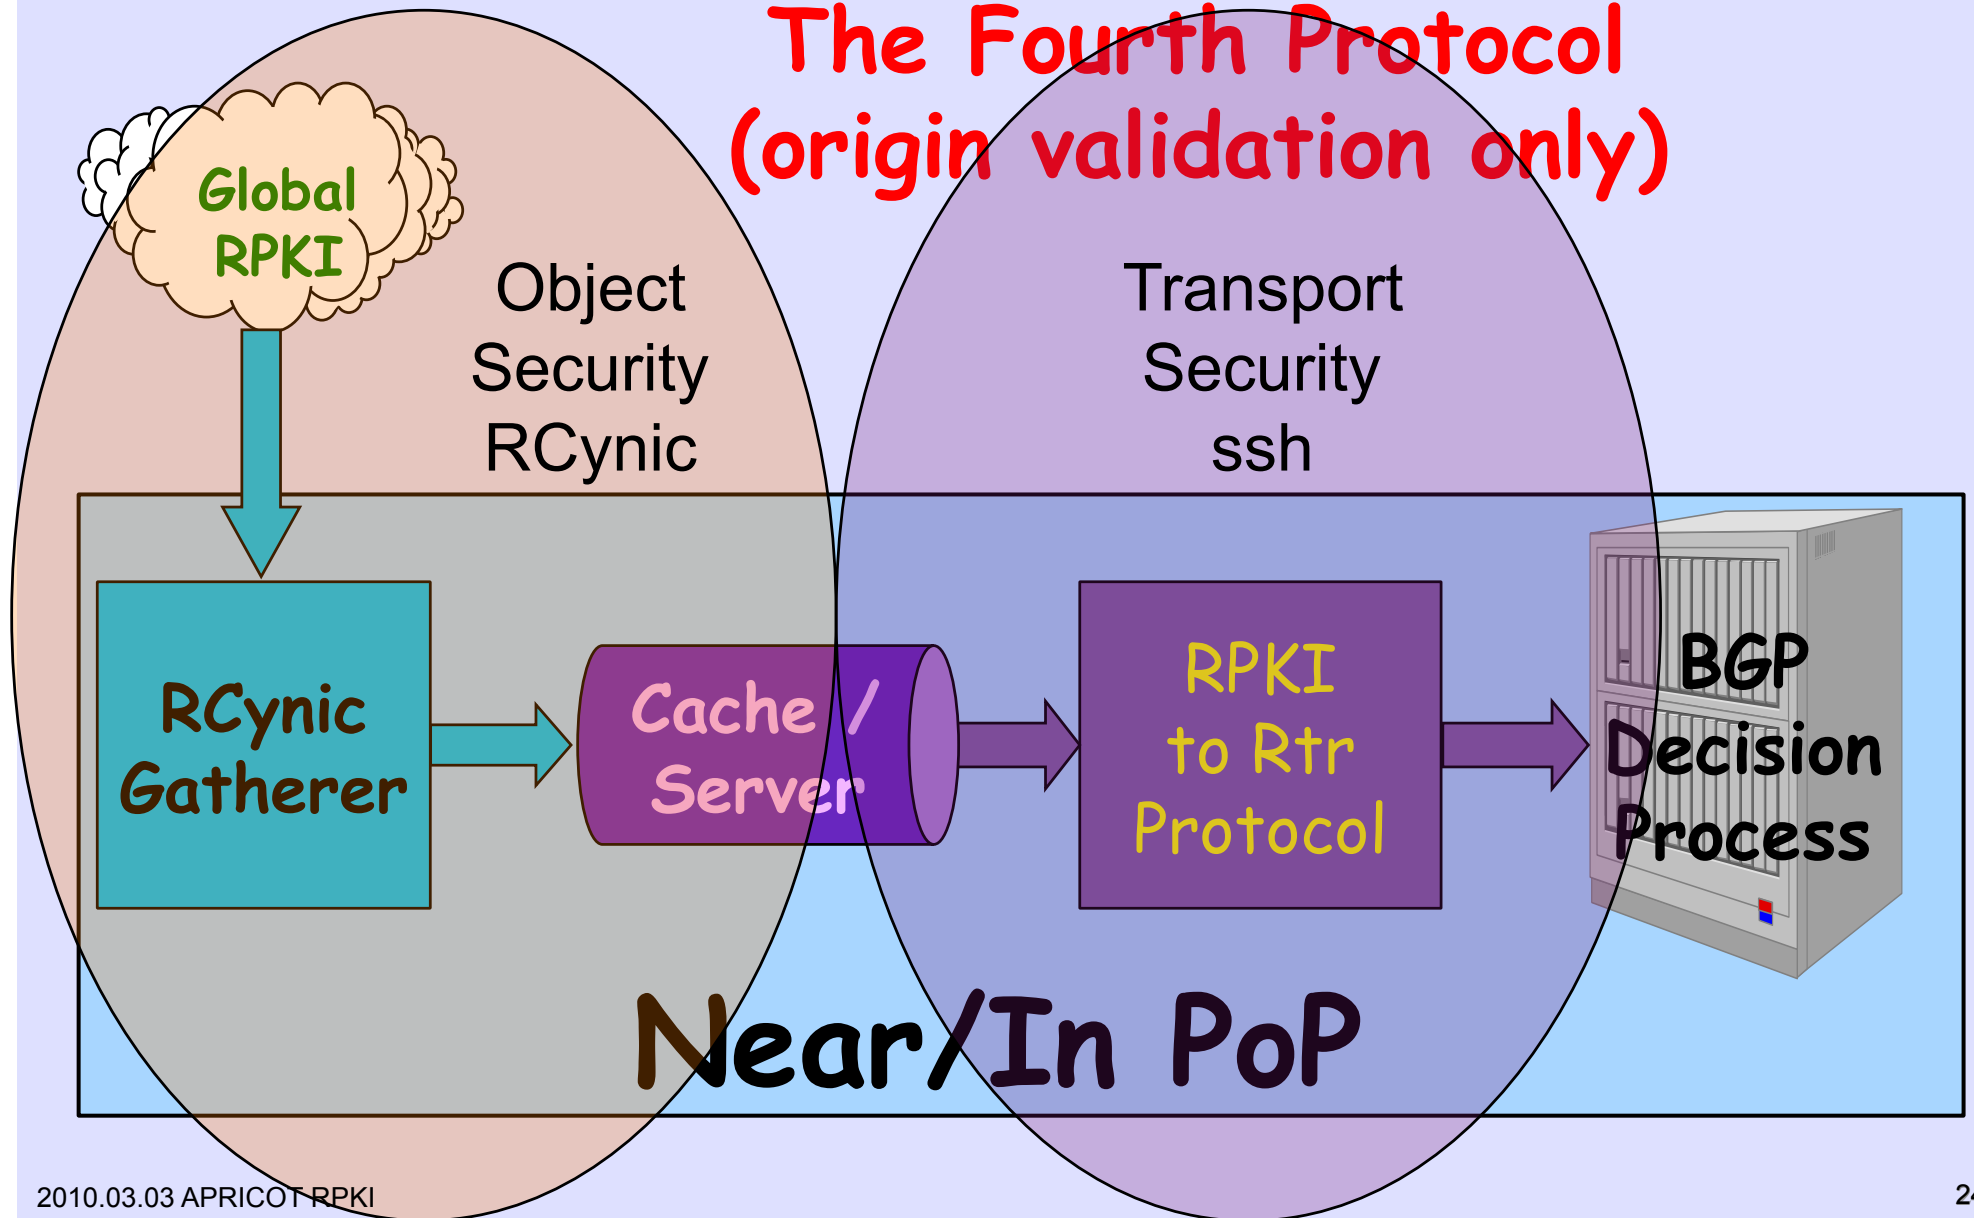 The Fourth Protocol
(origin validation only)
Global
RPKI
Object
Security
RCynic
Transport
Security
ssh
RCynic
Gatherer
Cache /
Server
RPKI
to Rtr
Protocol
BGP
Decision
Process
Near/In PoP
2010.03.03 APRICOT RPKI
24